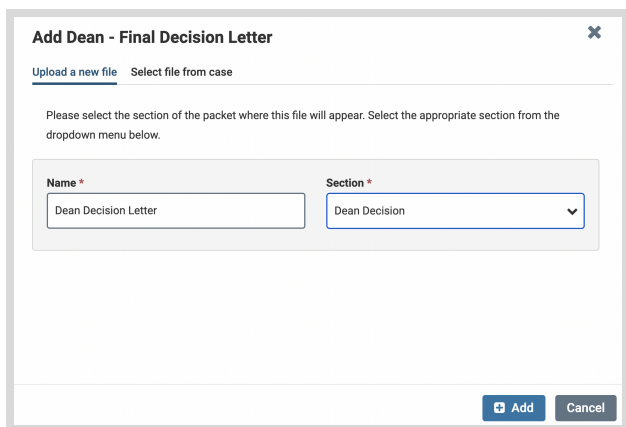 Add Dean - Final Decision Letter
Upload a new file Select file from case
Please select the section of the packet where this file will appear. Select the appropriate section from the
dropdown menu below.
Name * Section *
Dean Decision Letter Dean Decision
Add Cancel